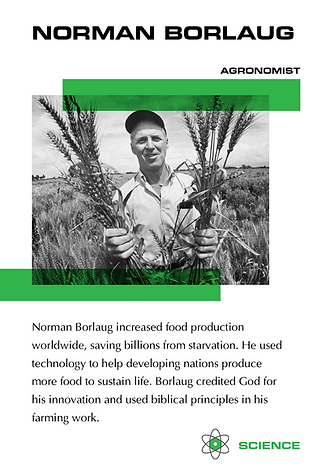 NORMAN BORLAUG
AGRONOMIST
Norman Borlaug increased food production
worldwide, saving billions from starvation. He used
technology to help developing nations produce
more food to sustain life. Borlaug credited God for
his innovation and used biblical principles in his
farming work.
SCIENCE